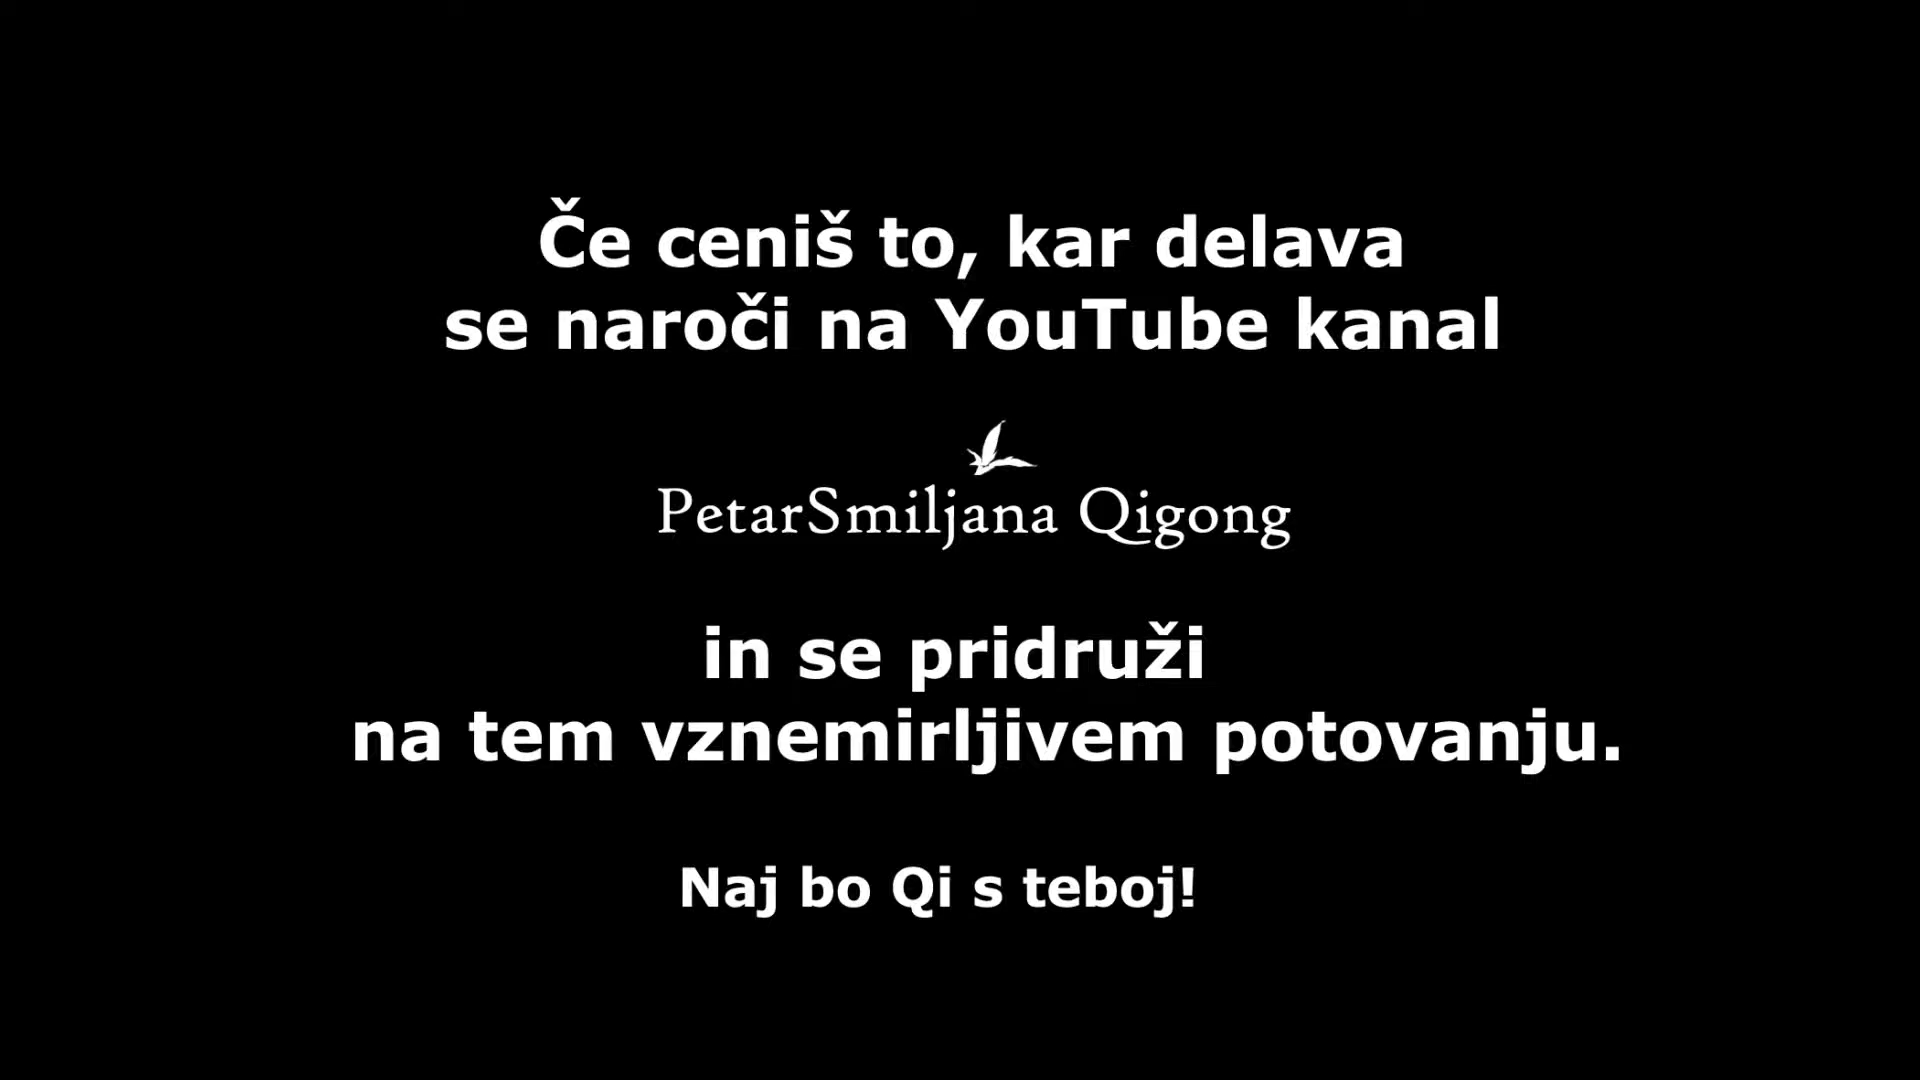 Če ceniš to, kar delava
se naroči na YouTube kanal
PetarSmiljana Qigong
in se pridruži
na tem vznemirljivem potovanju.
Naj bo Qi s teboj!